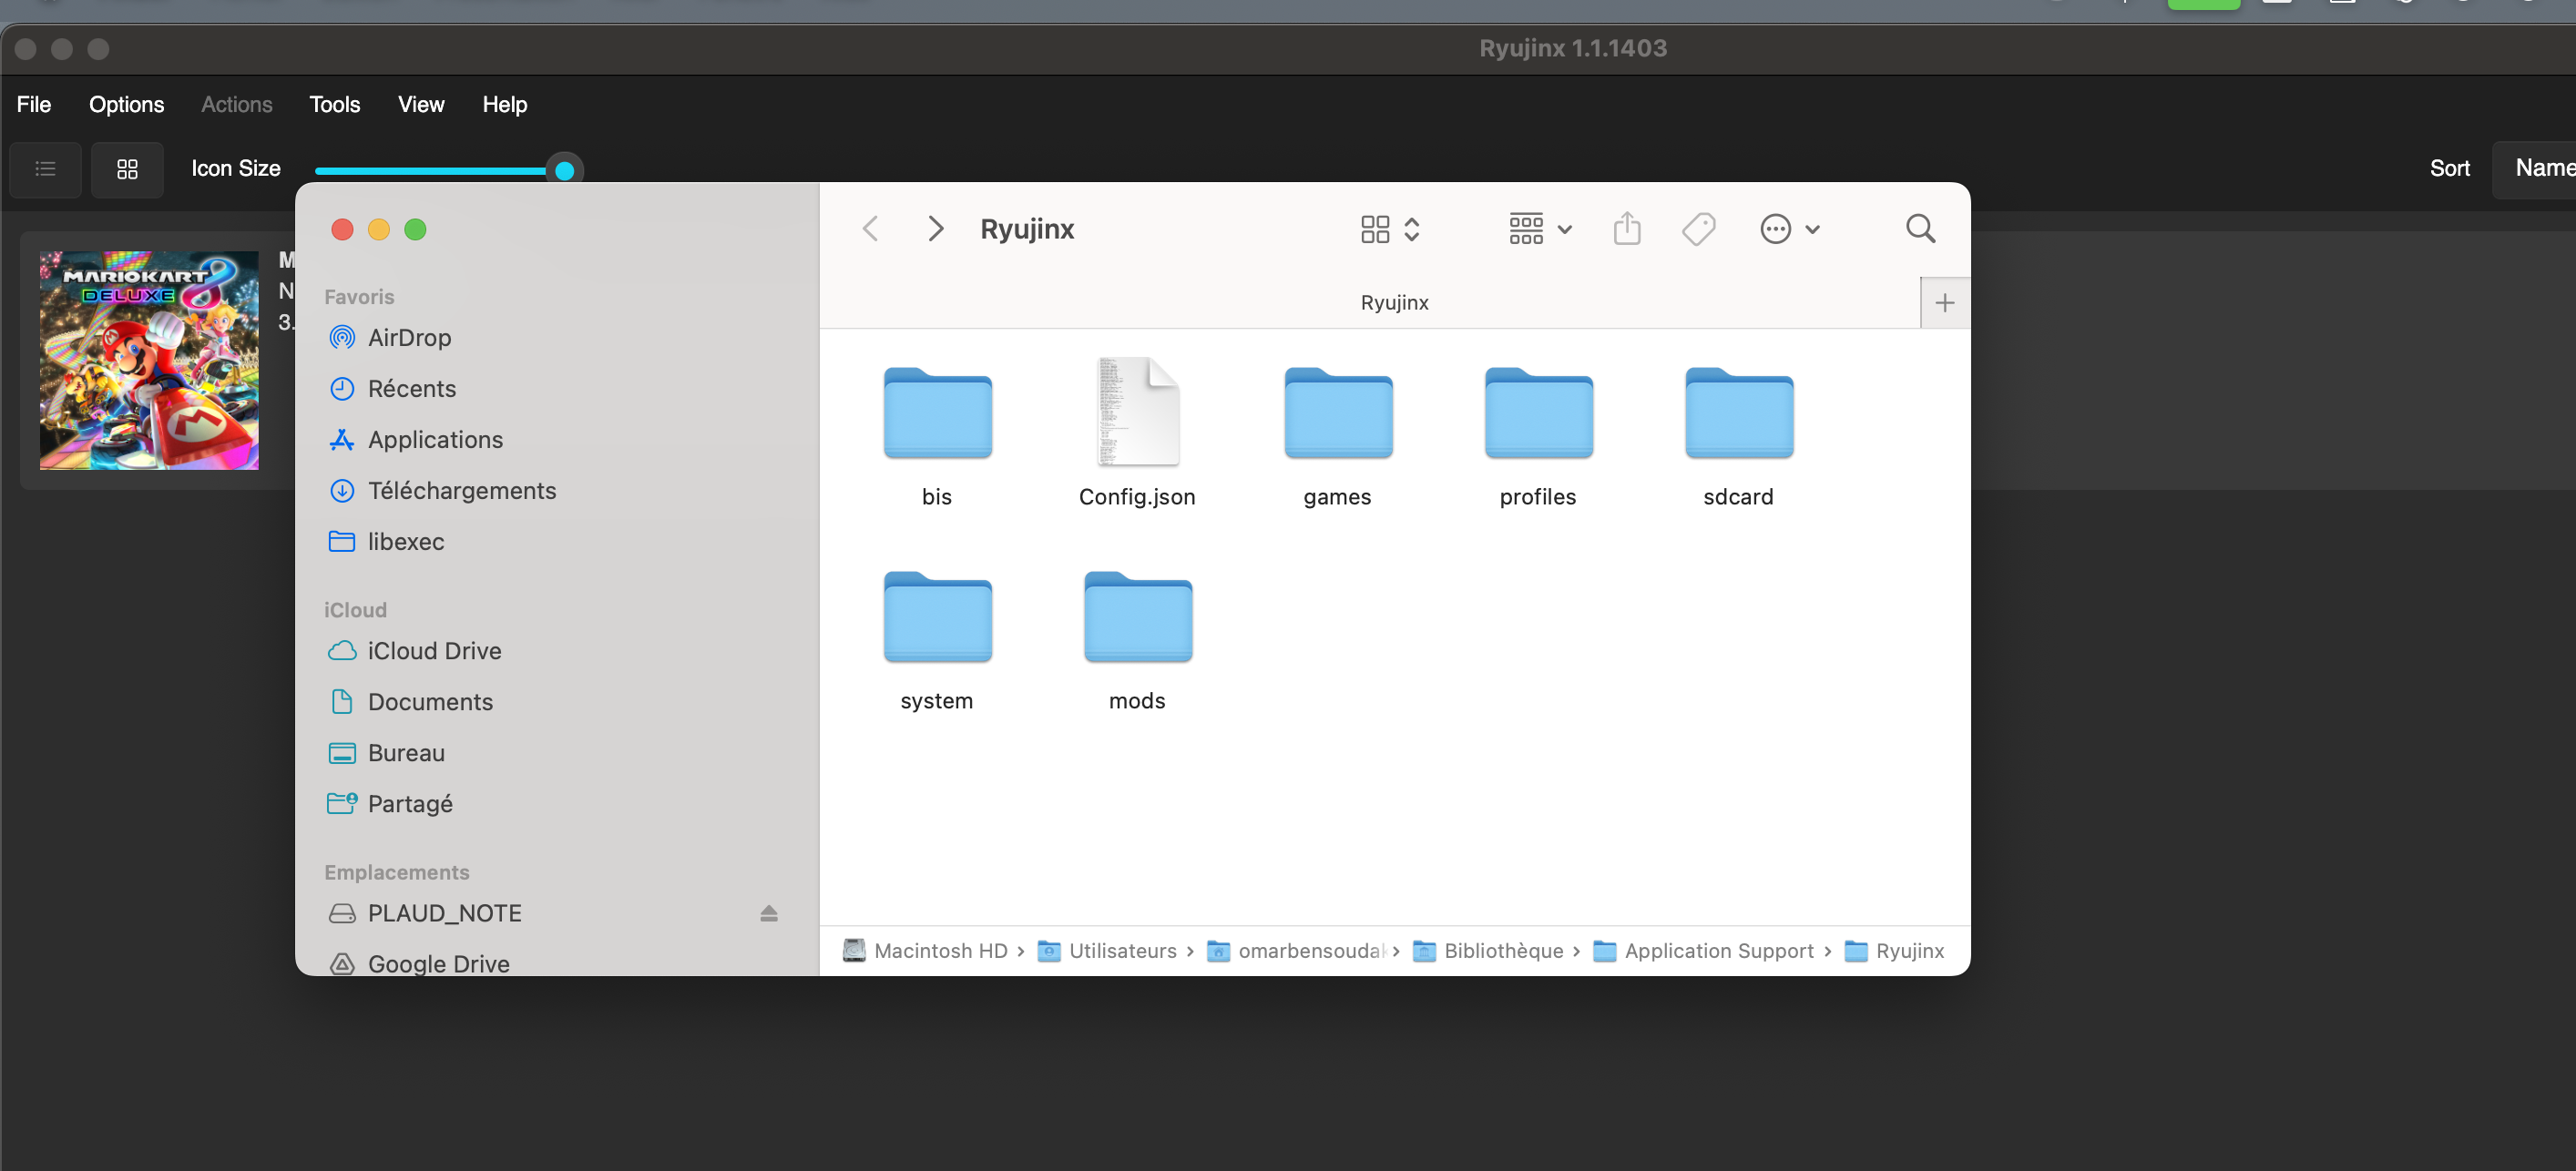 Ryujinx 1.1.1403
File Options Actions Tools View Help
Icon Size
Sort Name
MARIOKART 8
DELUXE
M
N
3.
Ryujinx
Ryujinx
Favoris
AirDrop
Récents
Applications
Téléchargements
libexec
iCloud
iCloud Drive
Documents
Bureau
Partagé
Emplacements
PLAUD_NOTE
Google Drive
bis Config.json games profiles sdcard
system mods
Macintosh HD › Utilisateurs › omarbensoudak › Bibliothèque › Application Support › Ryujinx